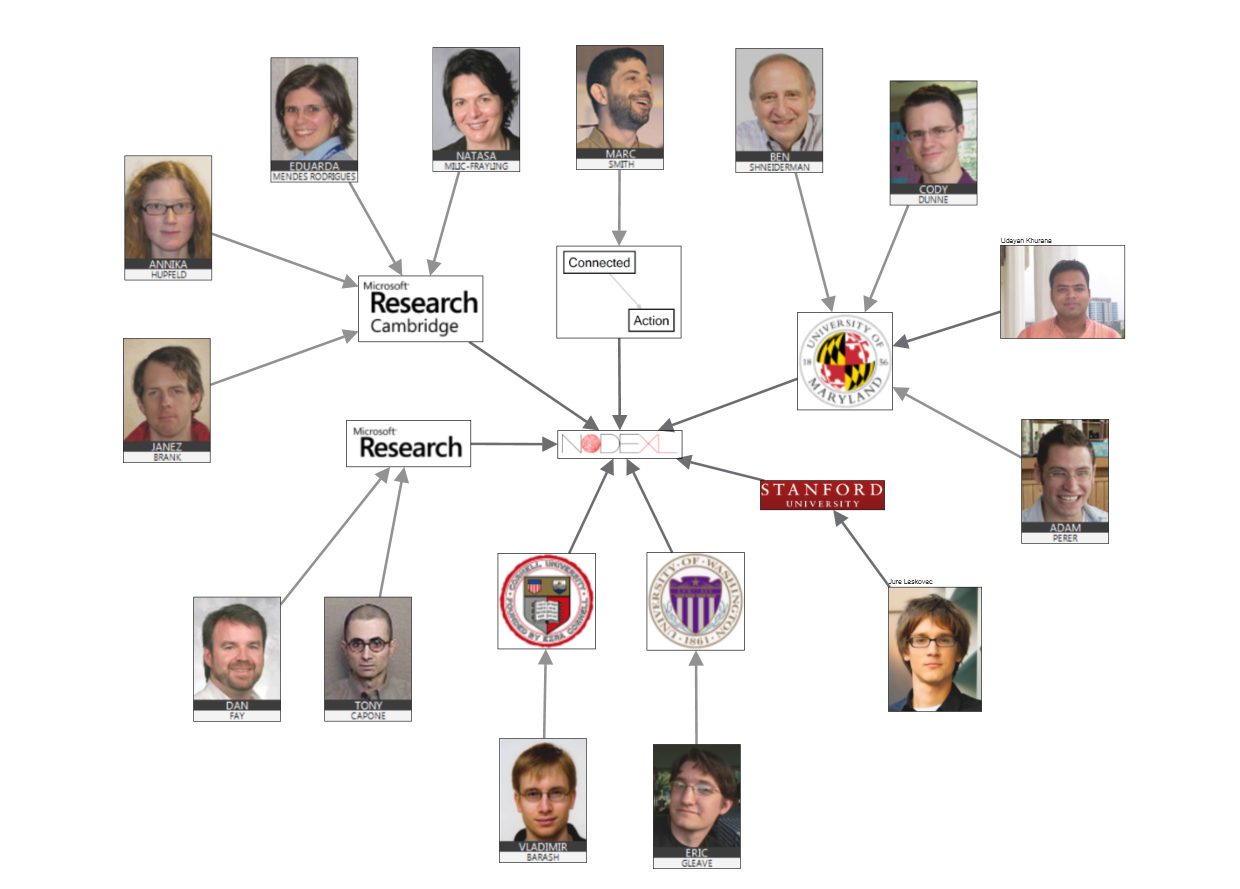 EDUARDA
MENDES RODRIGUES
NATASA
MILIC-FRAYLING
MARC
SMITH
BEN
SHNEIDERMAN
CODY
DUNNE
ANNIKA
HUPFELD
Udayan Khurana
Microsoft
Research
Cambridge
Connected
Action
UNIVERSITY OF
18 56
MARYLAND
JANEZ
BRANK
Microsoft
Research
NODEXL
STANFORD
UNIVERSITY
ADAM
PERER
CORNELL UNIVERSITY
FOUNDED BY EZRA CORNELL
UNIVERSITY·OF·WASHINGTON
·1861·
Jure Leskovec
DAN
FAY
TONY
CAPONE
VLADIMIR
BARASH
ERIC
GLEAVE